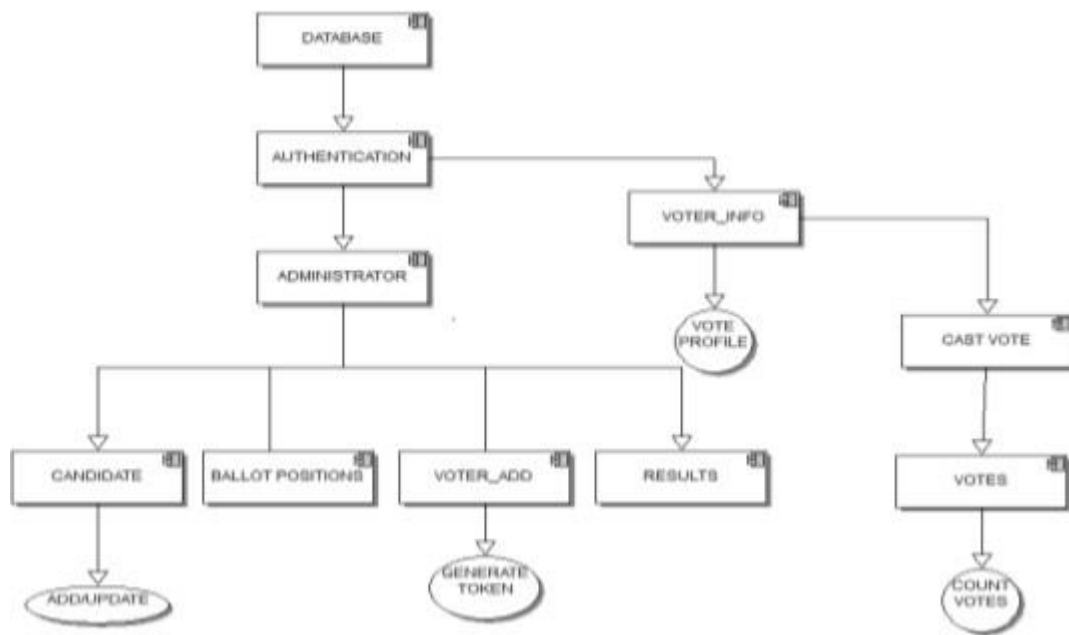 DATABASE
AUTHENTICATION
VOTER_INFO
ADMINISTRATOR
VOTE
PROFILE
CAST VOTE
CANDIDATE
BALLOT POSITIONS
VOTER_ADD
RESULTS
VOTES
ADD/UPDATE
GENERATE
TOKEN
COUNT
VOTES